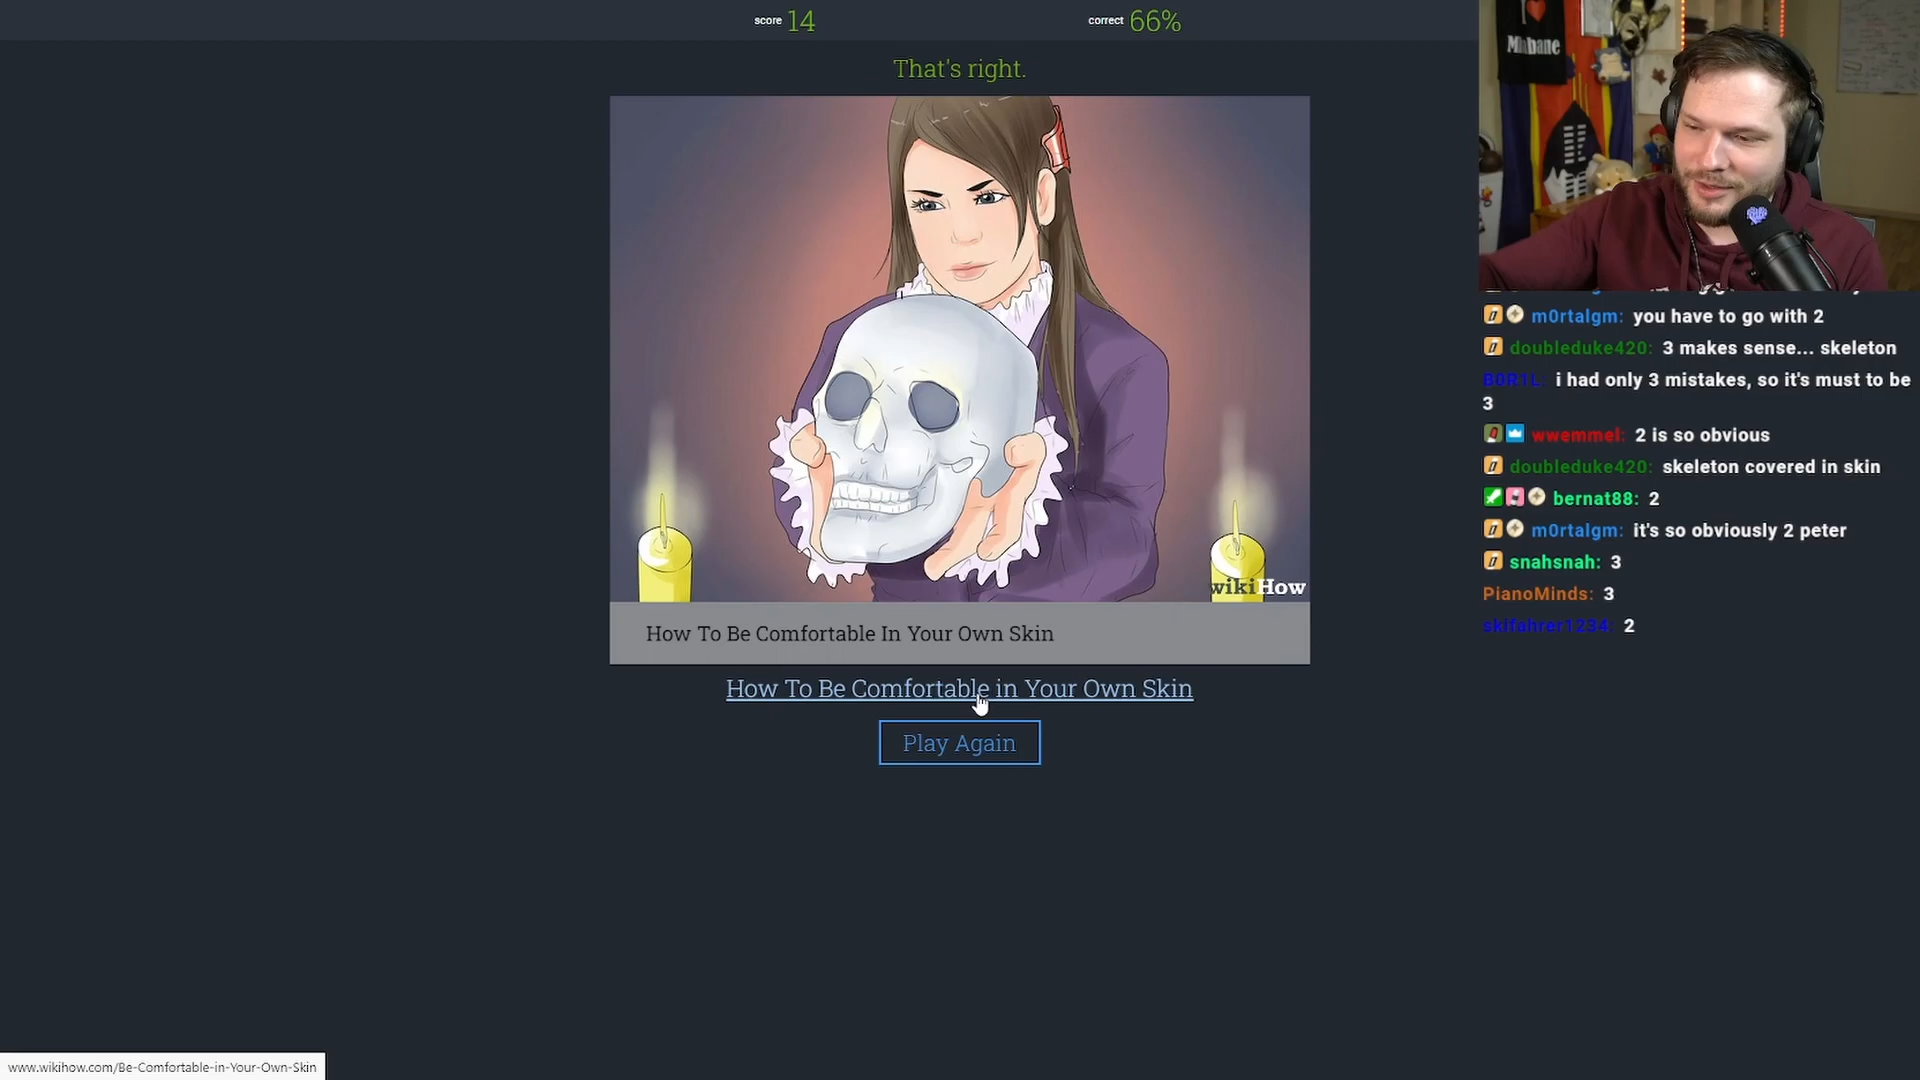 score 14
correct 66%
That's right.
wikiHow
How To Be Comfortable In Your Own Skin
How To Be Comfortable in Your Own Skin
Play Again
www.wikihow.com/Be-Comfortable-in-Your-Own-Skin
m0rtalgm: you have to go with 2
doubleduke420: 3 makes sense... skeleton
B0R1L: i had only 3 mistakes, so it's must to be
3
wwemmel: 2 is so obvious
doubleduke420: skeleton covered in skin
bernat88: 2
m0rtalgm: it's so obviously 2 peter
snahsnah: 3
PianoMinds: 3
skifahrer1234: 2